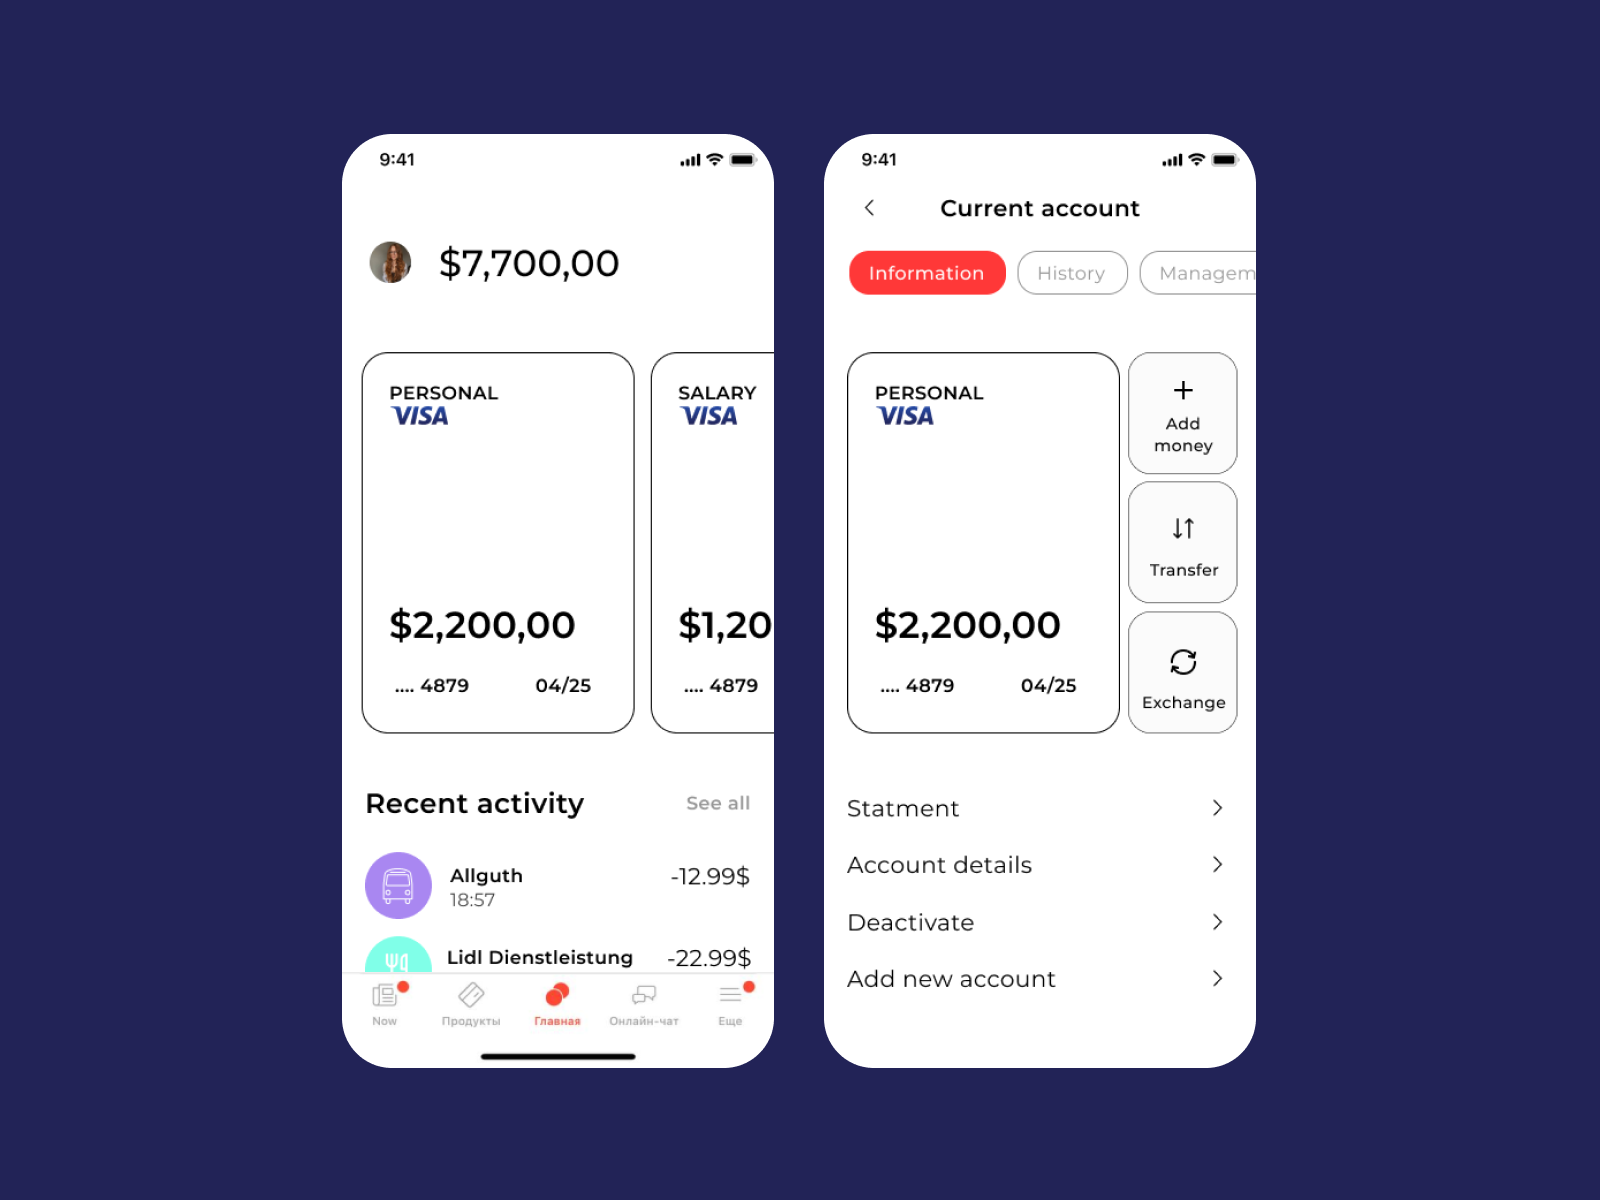 9:41
$7,700,00
PERSONAL
VISA
$2,200,00
.... 4879 04/25
SALARY
VISA
$1,20
.... 4879
Recent activity See all
Allguth -12.99$
18:57
Lidl Dienstleistung -22.99$
Now Продукты Главная Онлайн-чат Еще
9:41
Current account
Information History Managem
PERSONAL
VISA
$2,200,00
.... 4879 04/25
Add
money
Transfer
Exchange
Statment
Account details
Deactivate
Add new account